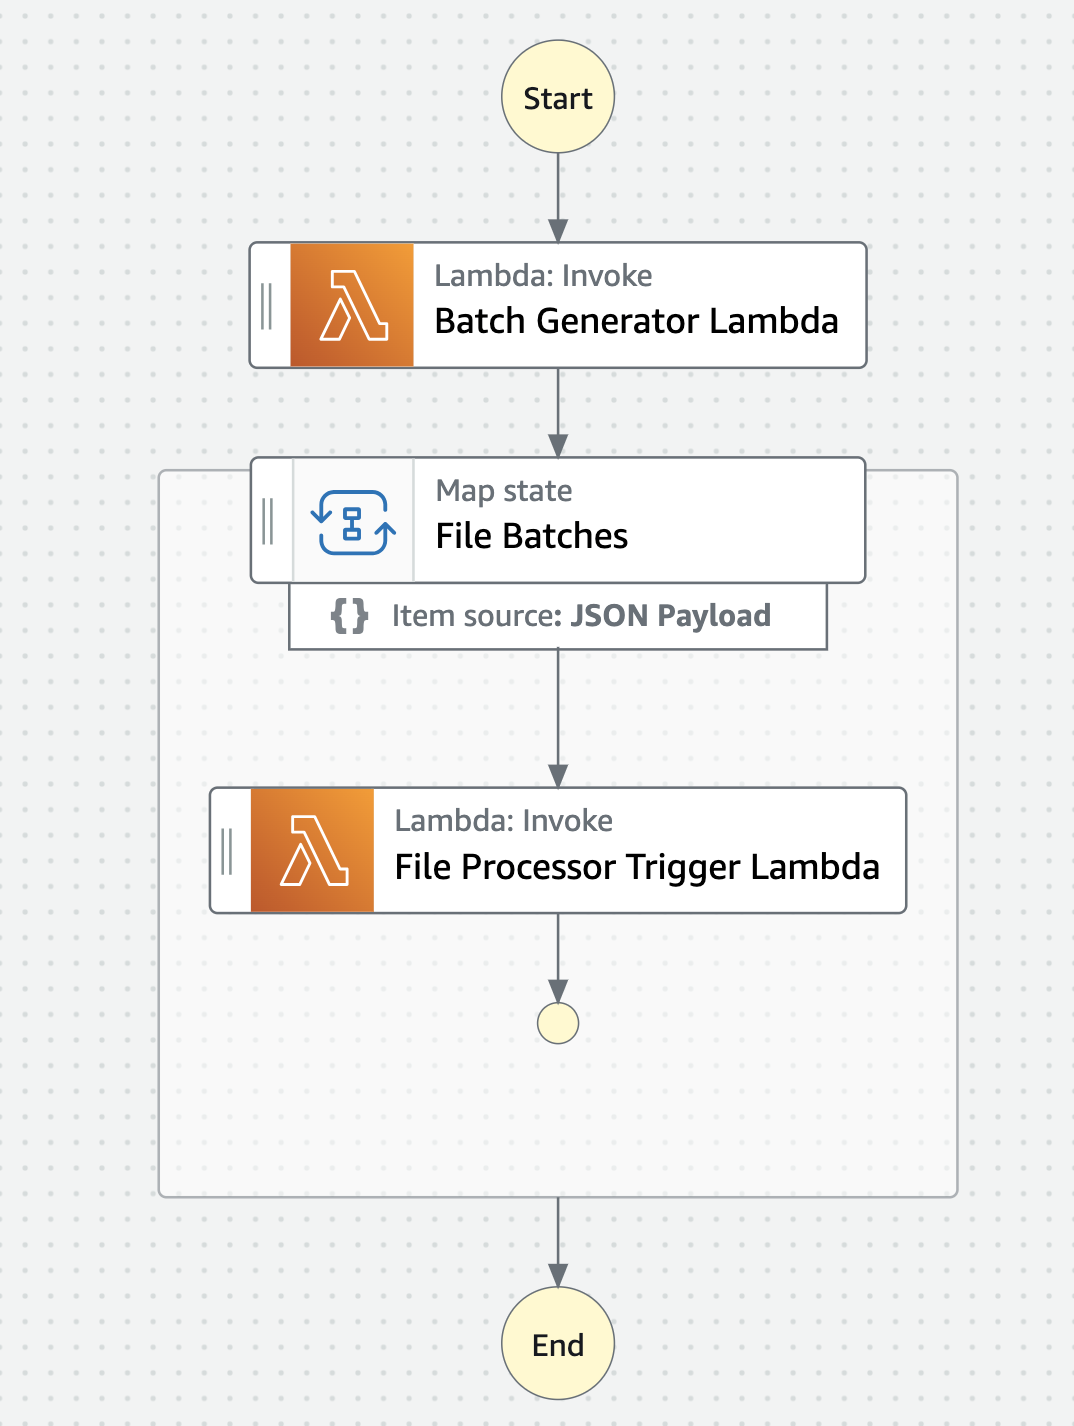 Start
Lambda: Invoke
Batch Generator Lambda
Map state
File Batches
{} Item source: JSON Payload
Lambda: Invoke
File Processor Trigger Lambda
End